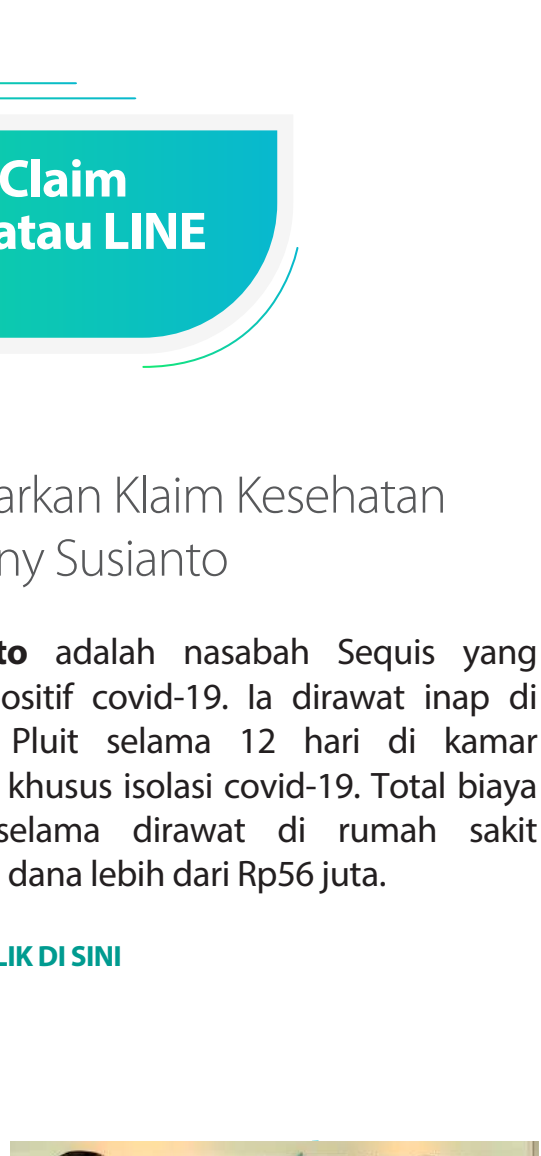 Claim
atau LINE
arkan Klaim Kesehatan
ny Susianto
to adalah nasabah Sequis yang
ositif covid-19. Ia dirawat inap di
Pluit selama 12 hari di kamar
khusus isolasi covid-19. Total biaya
selama dirawat di rumah sakit
dana lebih dari Rp56 juta.
LIK DI SINI